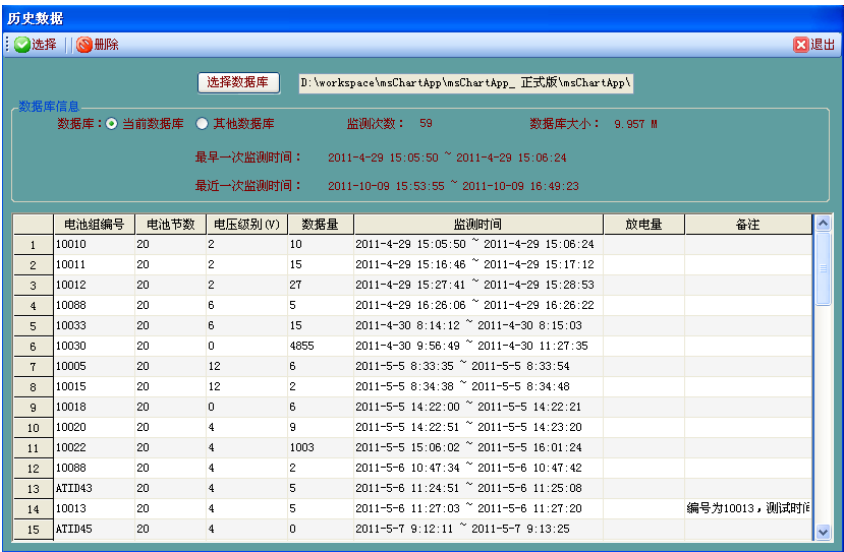 历史数据
选择 删除 退出
选择数据库 D:\workspace\msChartApp\msChartApp_ 正式版\msChartApp\
数据库信息
数据库： 当前数据库 其他数据库 监测次数： 59 数据库大小： 9.957 M
最早一次监测时间： 2011-4-29 15:05:50 ~ 2011-4-29 15:06:24
最近一次监测时间： 2011-10-09 15:53:55 ~ 2011-10-09 16:49:23
电池组编号 电池节数 电压级别(V) 数据量 监测时间 放电量 备注
1 10010 20 2 10 2011-4-29 15:05:50 ~ 2011-4-29 15:06:24
2 10011 20 2 15 2011-4-29 15:16:46 ~ 2011-4-29 15:17:12
3 10012 20 2 27 2011-4-29 15:27:41 ~ 2011-4-29 15:28:53
4 10088 20 6 5 2011-4-29 16:26:06 ~ 2011-4-29 16:26:22
5 10033 20 6 15 2011-4-30 8:14:12 ~ 2011-4-30 8:15:03
6 10030 20 0 4855 2011-4-30 9:56:49 ~ 2011-4-30 11:27:35
7 10005 20 12 6 2011-5-5 8:33:35 ~ 2011-5-5 8:33:54
8 10015 20 12 2 2011-5-5 8:34:38 ~ 2011-5-5 8:34:48
9 10018 20 0 6 2011-5-5 14:22:00 ~ 2011-5-5 14:22:21
10 10020 20 4 9 2011-5-5 14:22:51 ~ 2011-5-5 14:23:20
11 10022 20 4 1003 2011-5-5 15:06:02 ~ 2011-5-5 16:01:24
12 10088 20 4 2 2011-5-6 10:47:34 ~ 2011-5-6 10:47:42
13 ATID43 20 4 5 2011-5-6 11:24:51 ~ 2011-5-6 11:25:08
14 10013 20 4 5 2011-5-6 11:27:03 ~ 2011-5-6 11:27:20 编号为10013，测试时间
15 ATID45 20 4 0 2011-5-7 9:12:11 ~ 2011-5-7 9:13:25